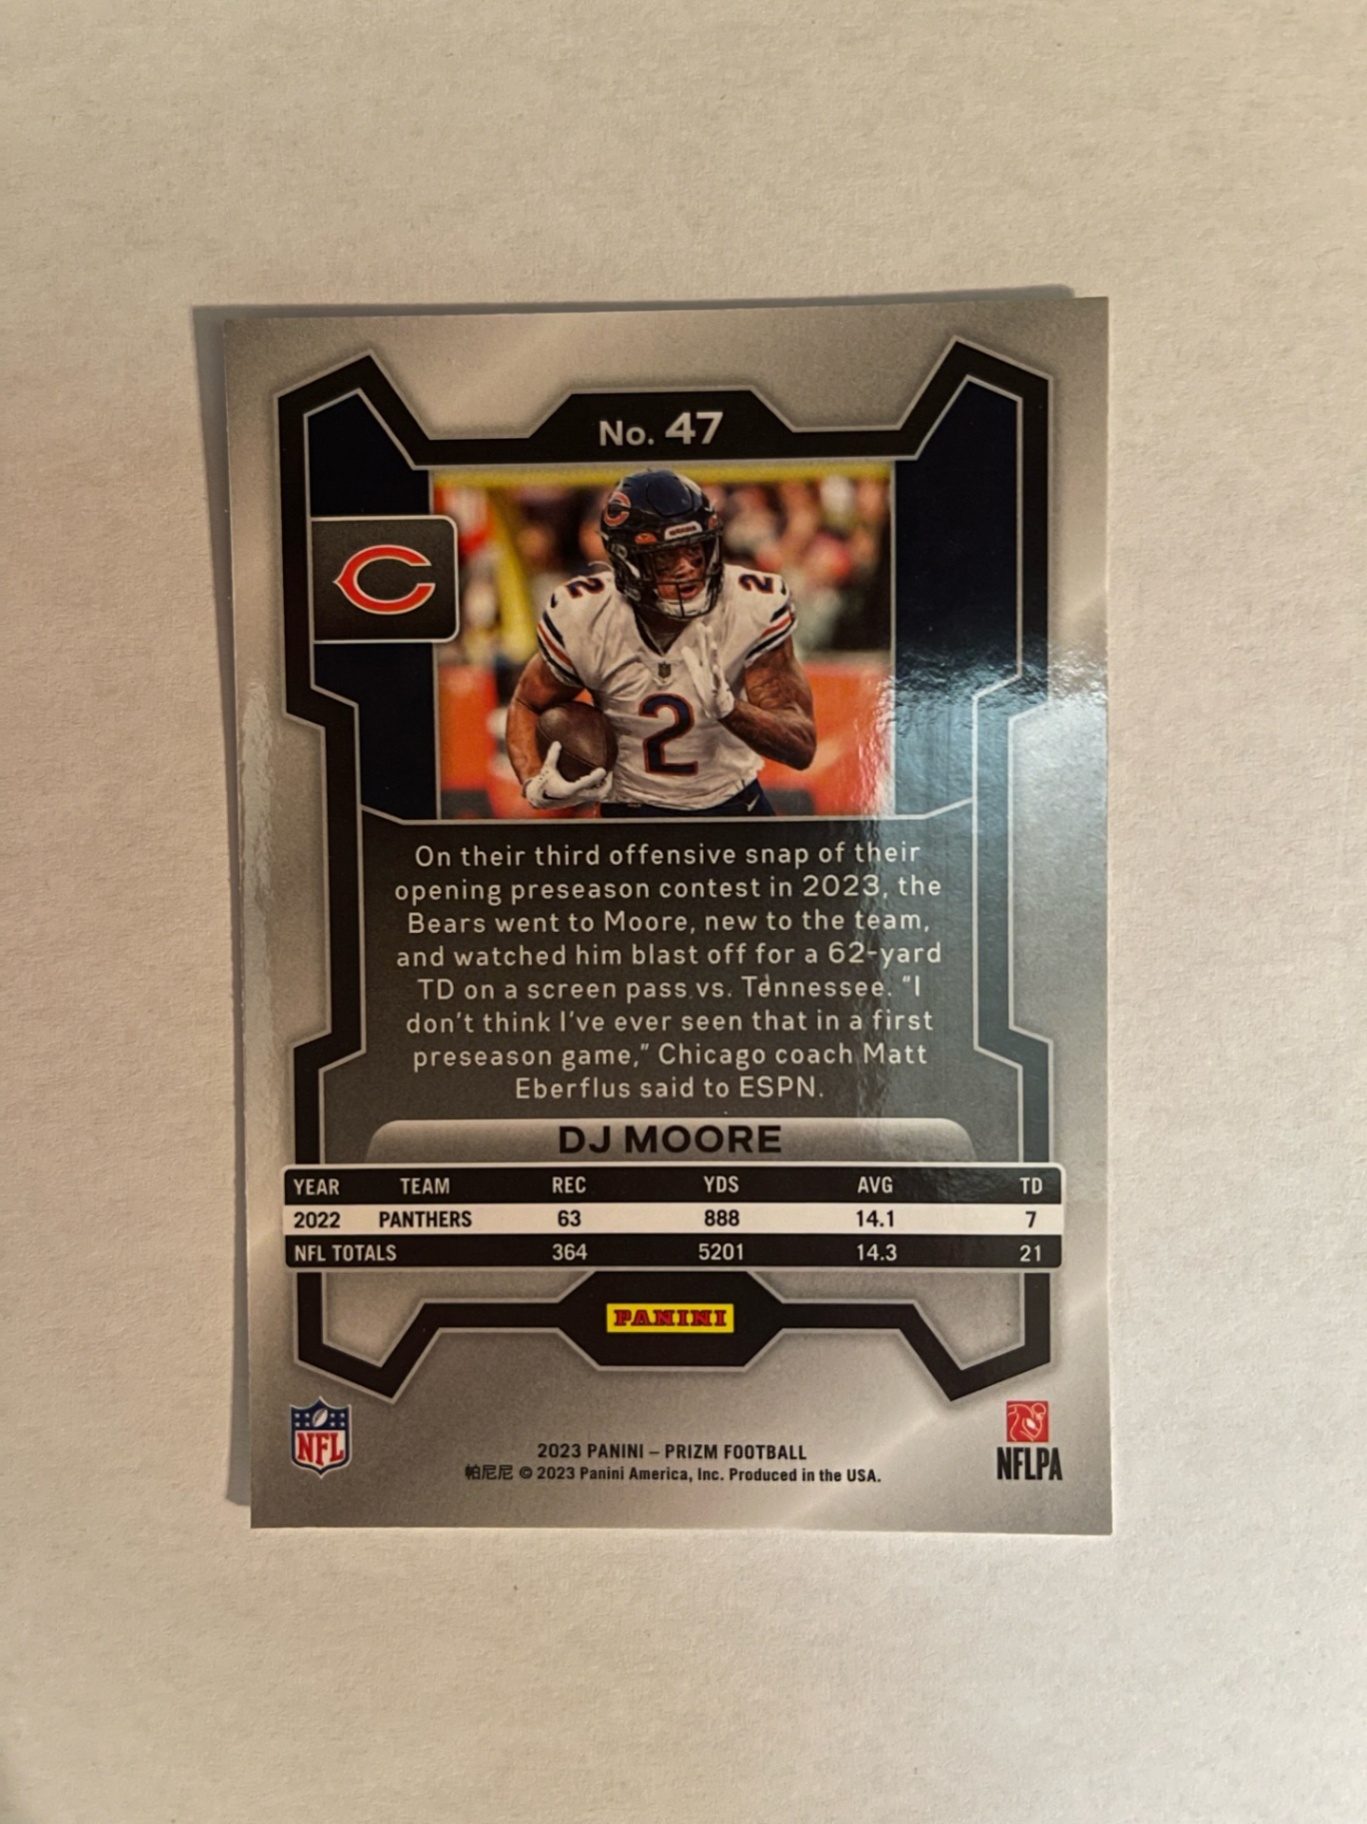 No. 47
2
2
2
On their third offensive snap of their
opening preseason contest in 2023, the
Bears went to Moore, new to the team,
and watched him blast off for a 62-yard
TD on a screen pass vs. Tennessee. "I
don't think I've ever seen that in a first
preseason game," Chicago coach Matt
Eberflus said to ESPN.
DJ MOORE
YEAR TEAM REC YDS AVG TD
2022 PANTHERS 63 888 14.1 7
NFL TOTALS 364 5201 14.3 21
PANINI
NFL
2023 PANINI – PRIZM FOOTBALL
帕尼尼 © 2023 Panini America, Inc. Produced in the USA.
NFLPA